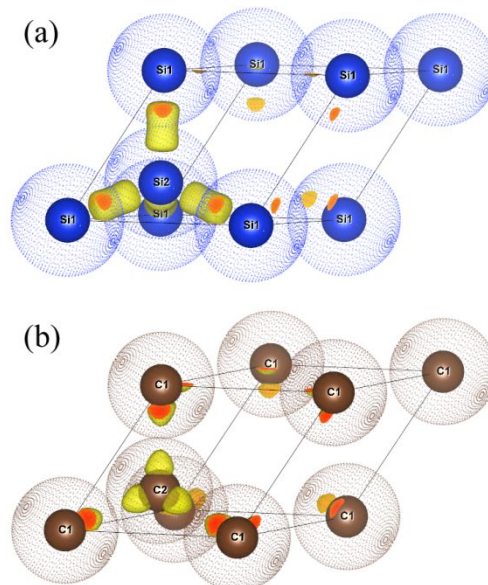 (a)
Si1 Si1 Si1 Si1
Si2
Si1 Si1 Si1 Si1
(b)
C1 C1 C1 C1
C2
C1 C1 C1